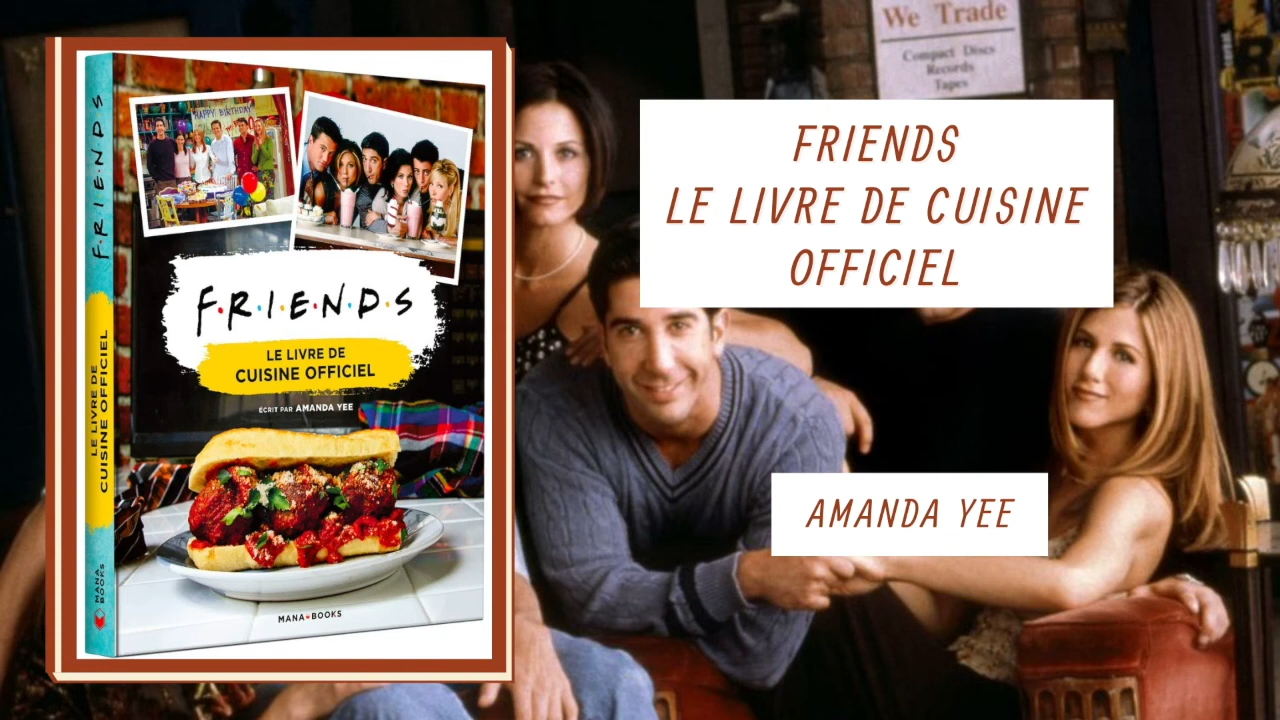 FRIENDS
LE LIVRE DE
CUISINE OFFICIEL
MANA
BOOKS
HAPPY BIRTHDAY
F·R·I·E·N·D·S
LE LIVRE DE
CUISINE OFFICIEL
ÉCRIT PAR AMANDA YEE
MANA♥BOOKS
We Trade
Compact Discs
Records
Tapes
FRIENDS
LE LIVRE DE CUISINE
OFFICIEL
AMANDA YEE